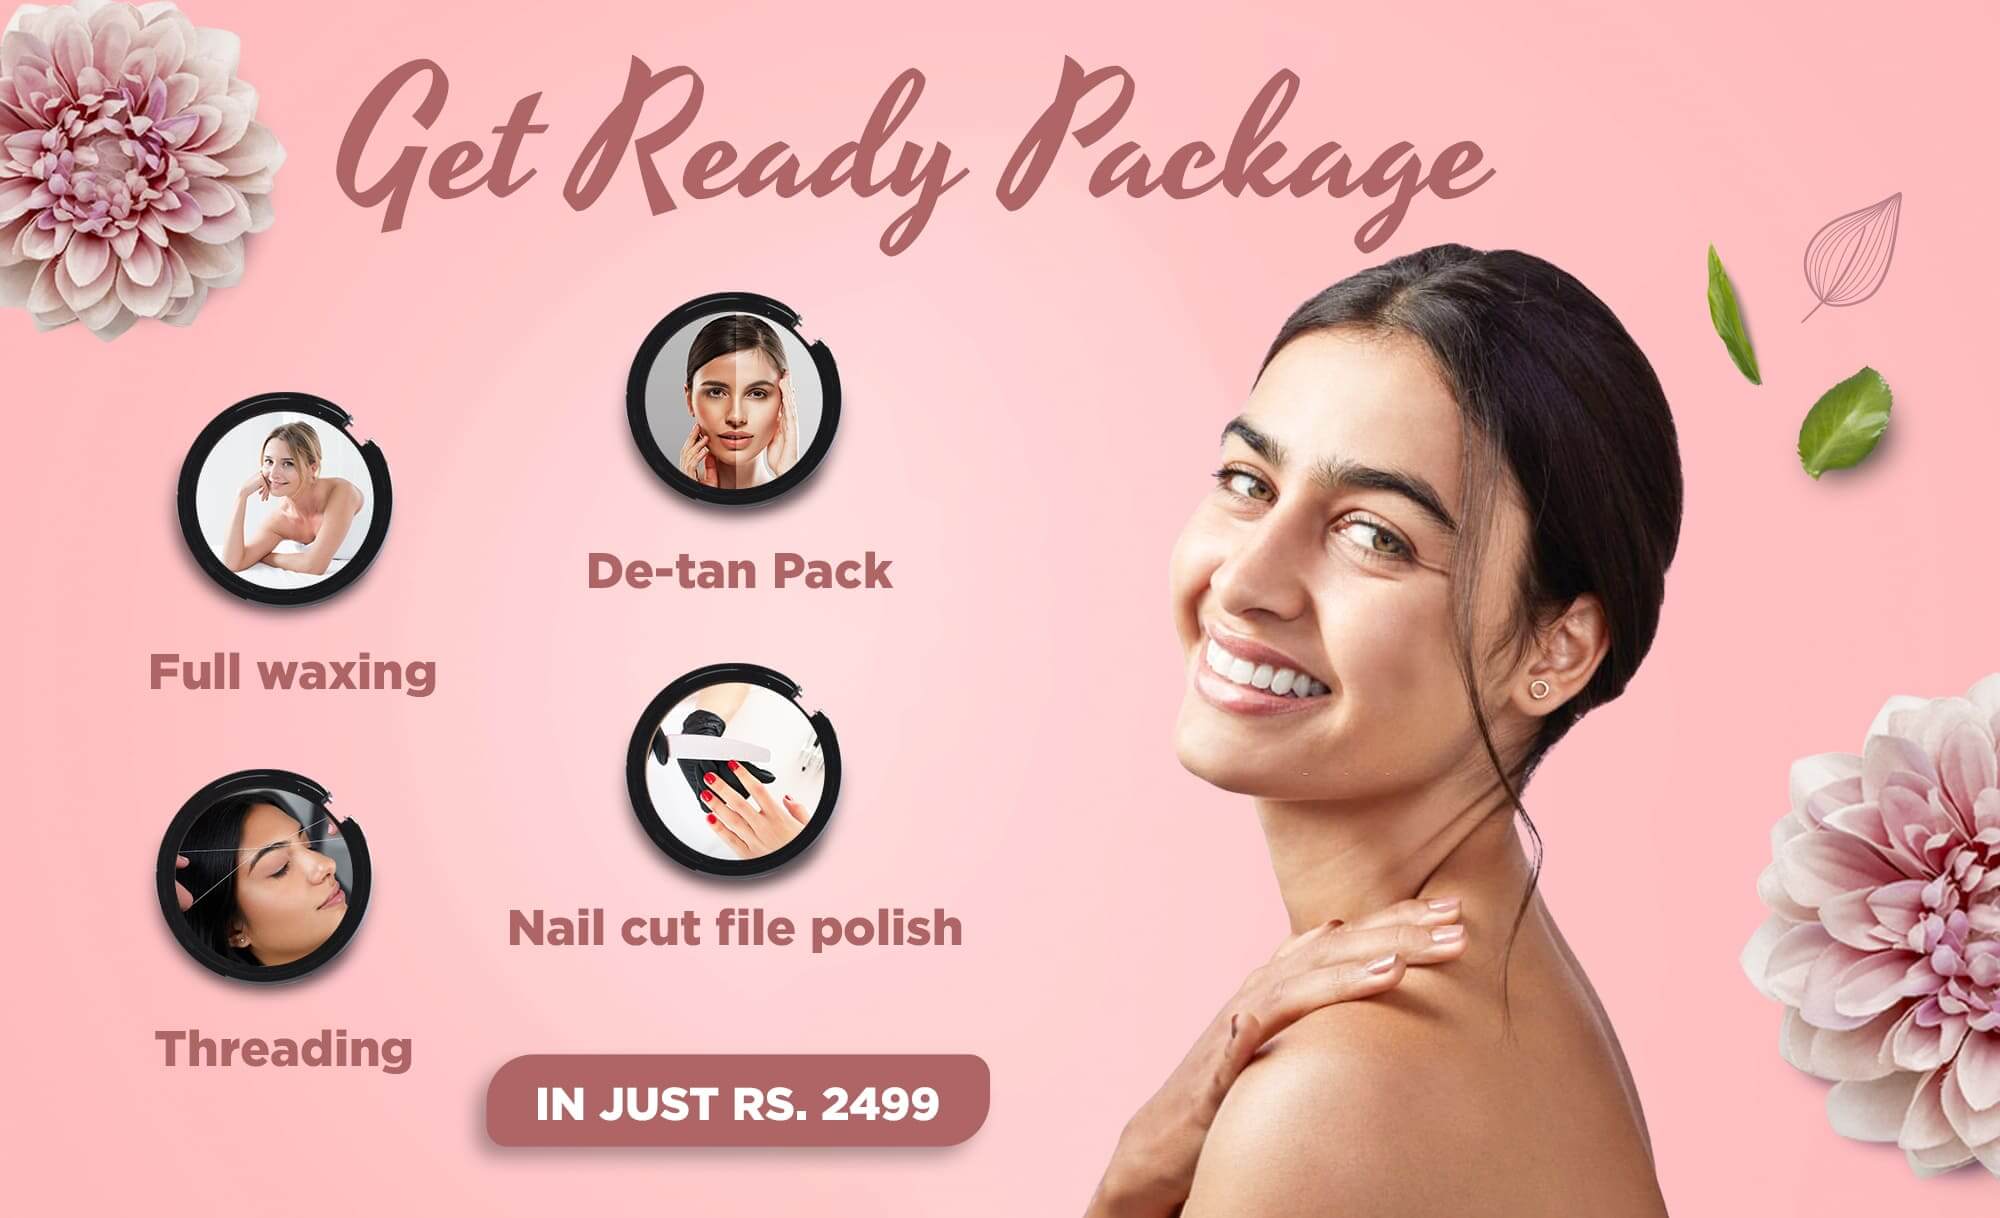 Get Ready Package
Full waxing
De-tan Pack
Threading
Nail cut file polish
IN JUST RS. 2499